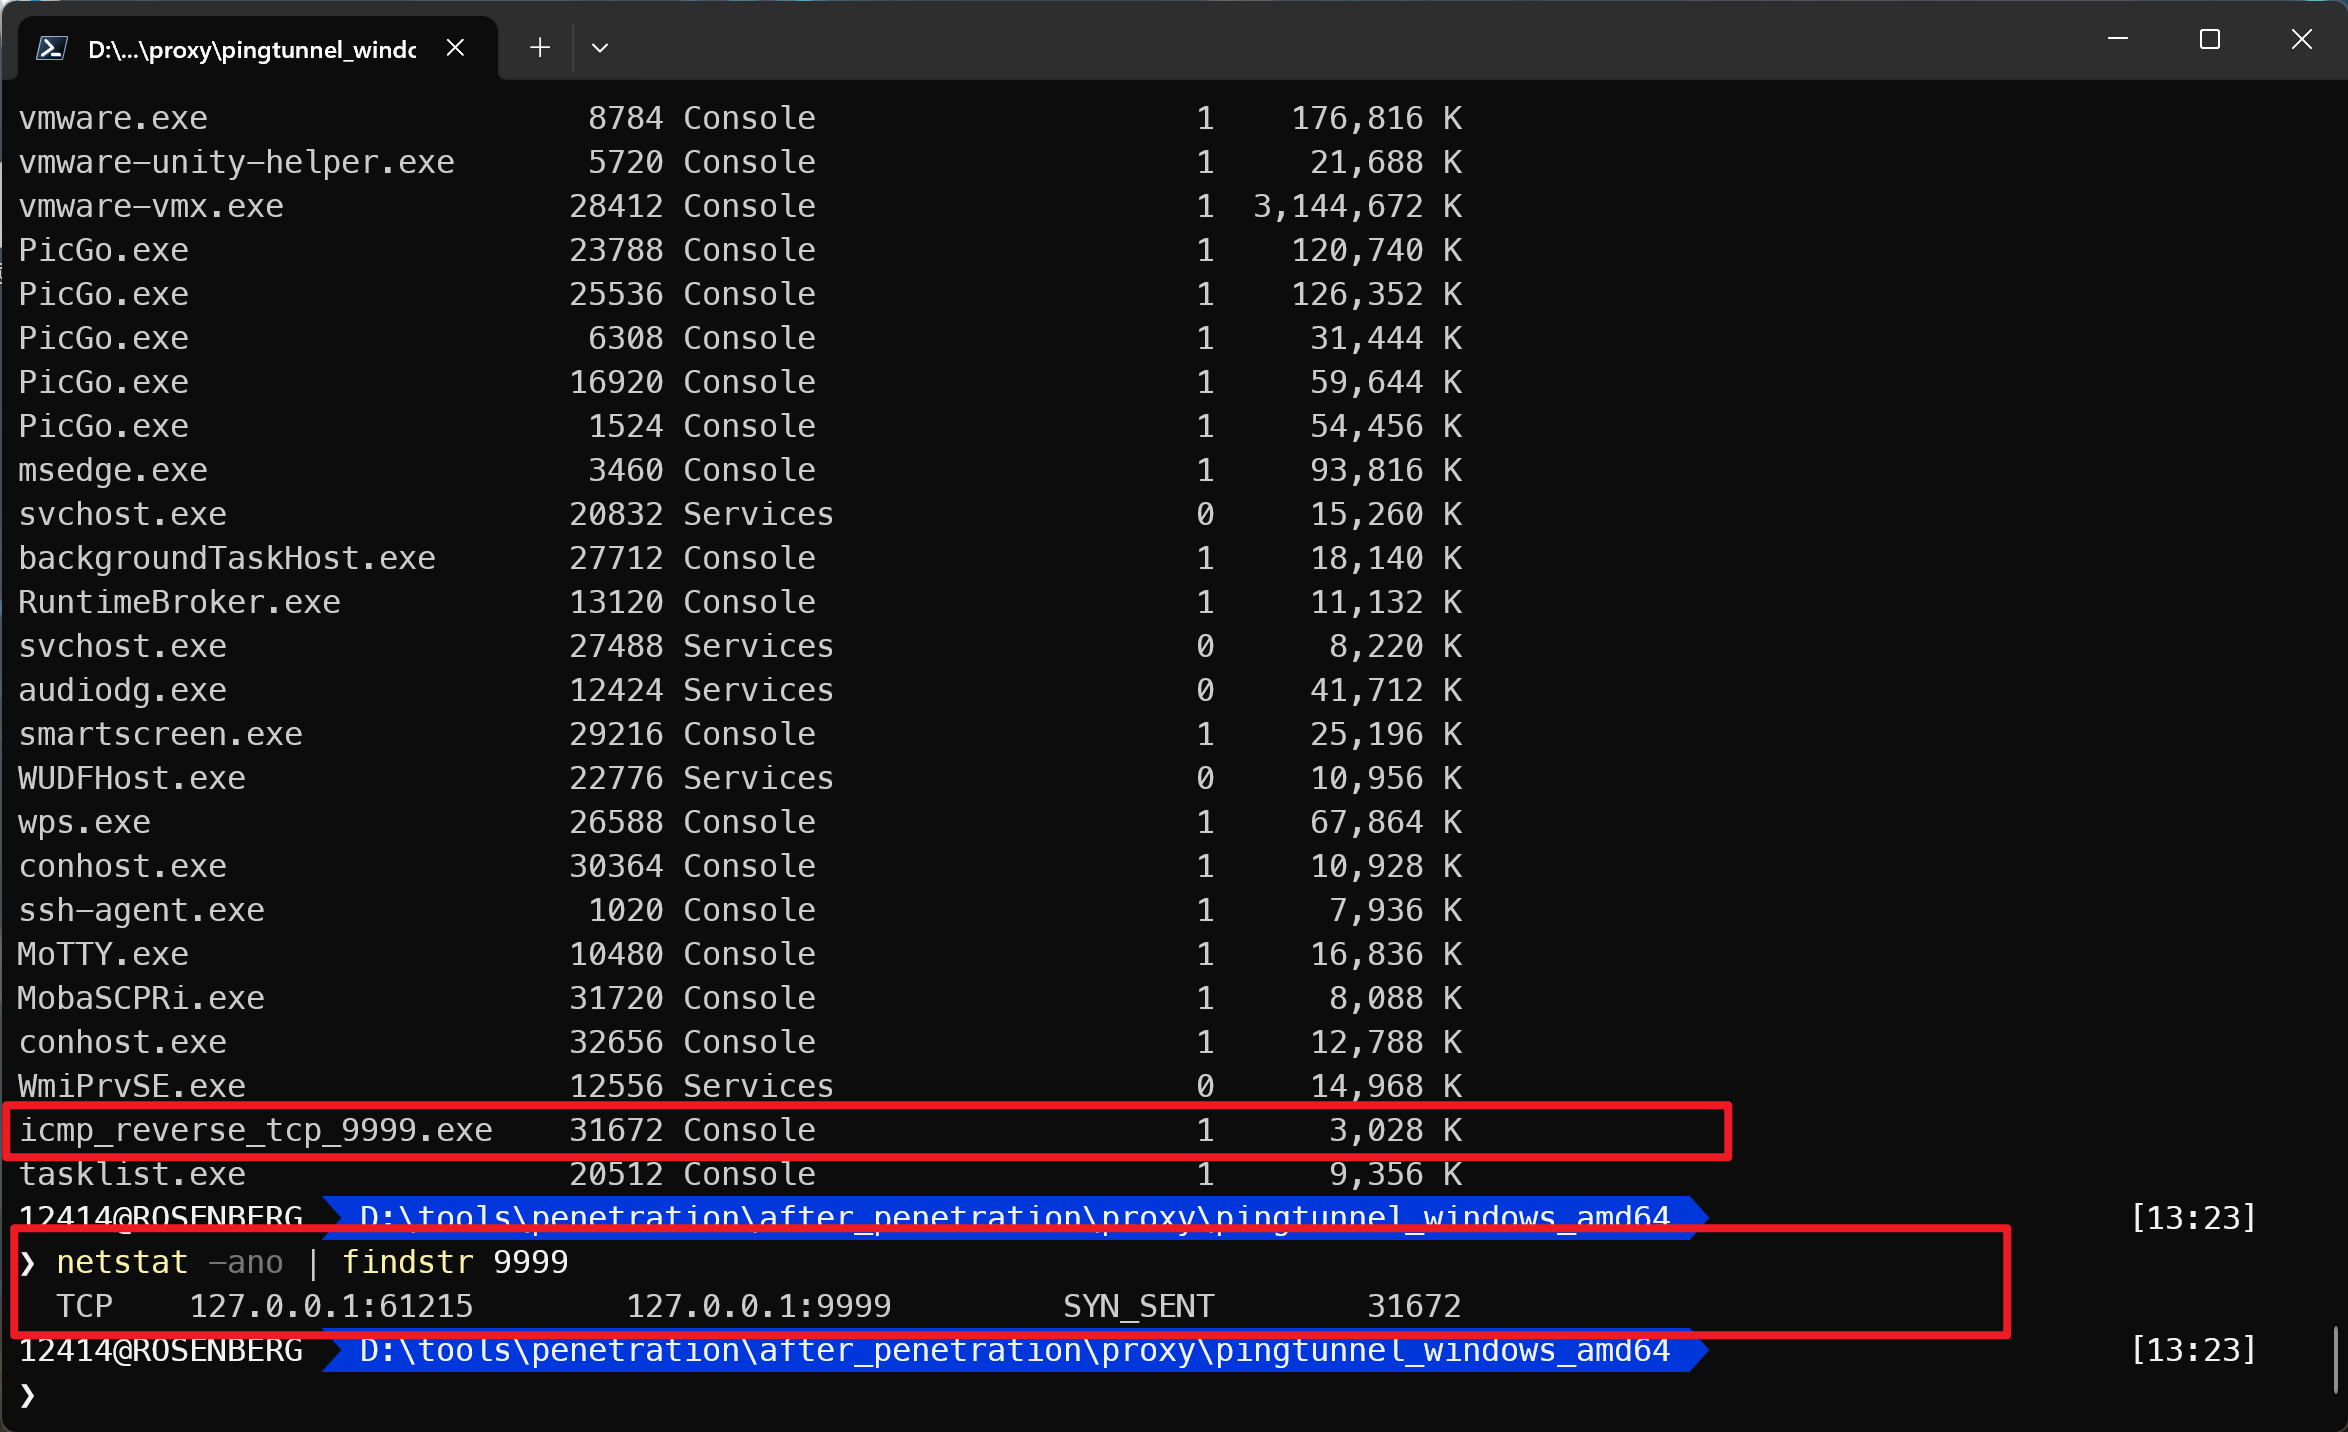 D:\...\proxy\pingtunnel_windo
vmware.exe 8784 Console 1 176,816 K
vmware-unity-helper.exe 5720 Console 1 21,688 K
vmware-vmx.exe 28412 Console 1 3,144,672 K
PicGo.exe 23788 Console 1 120,740 K
PicGo.exe 25536 Console 1 126,352 K
PicGo.exe 6308 Console 1 31,444 K
PicGo.exe 16920 Console 1 59,644 K
PicGo.exe 1524 Console 1 54,456 K
msedge.exe 3460 Console 1 93,816 K
svchost.exe 20832 Services 0 15,260 K
backgroundTaskHost.exe 27712 Console 1 18,140 K
RuntimeBroker.exe 13120 Console 1 11,132 K
svchost.exe 27488 Services 0 8,220 K
audiodg.exe 12424 Services 0 41,712 K
smartscreen.exe 29216 Console 1 25,196 K
WUDFHost.exe 22776 Services 0 10,956 K
wps.exe 26588 Console 1 67,864 K
conhost.exe 30364 Console 1 10,928 K
ssh-agent.exe 1020 Console 1 7,936 K
MoTTY.exe 10480 Console 1 16,836 K
MobaSCPRi.exe 31720 Console 1 8,088 K
conhost.exe 32656 Console 1 12,788 K
WmiPrvSE.exe 12556 Services 0 14,968 K
icmp_reverse_tcp_9999.exe 31672 Console 1 3,028 K
tasklist.exe 20512 Console 1 9,356 K
12414@ROSENBERG D:\tools\penetration\after_penetration\proxy\pingtunnel_windows_amd64 [13:23]
❯ netstat -ano | findstr 9999
TCP 127.0.0.1:61215 127.0.0.1:9999 SYN_SENT 31672
12414@ROSENBERG D:\tools\penetration\after_penetration\proxy\pingtunnel_windows_amd64 [13:23]
❯